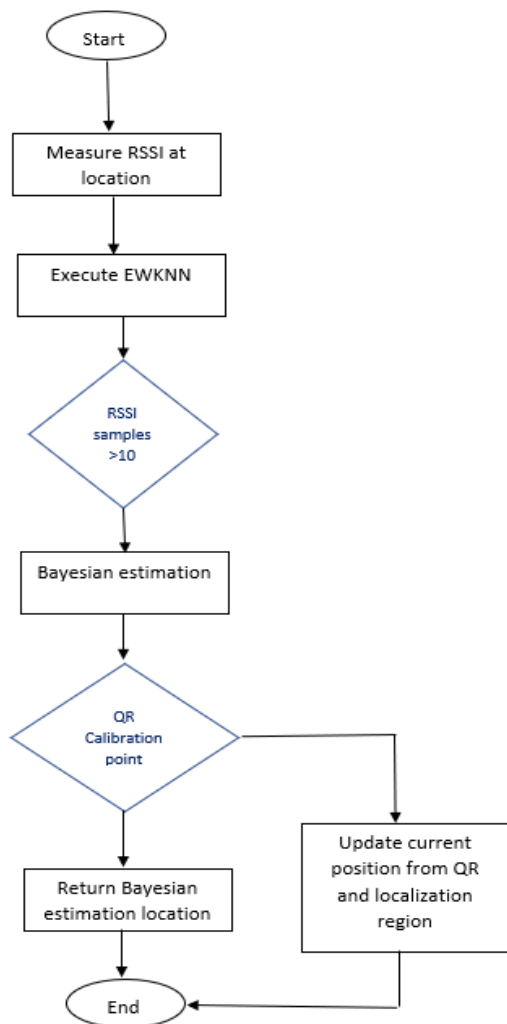 Start
Measure RSSI at
location
Execute EWKNN
RSSI
samples
>10
Bayesian estimation
QR
Calibration
point
Update current
position from QR
and localization
region
Return Bayesian
estimation location
End